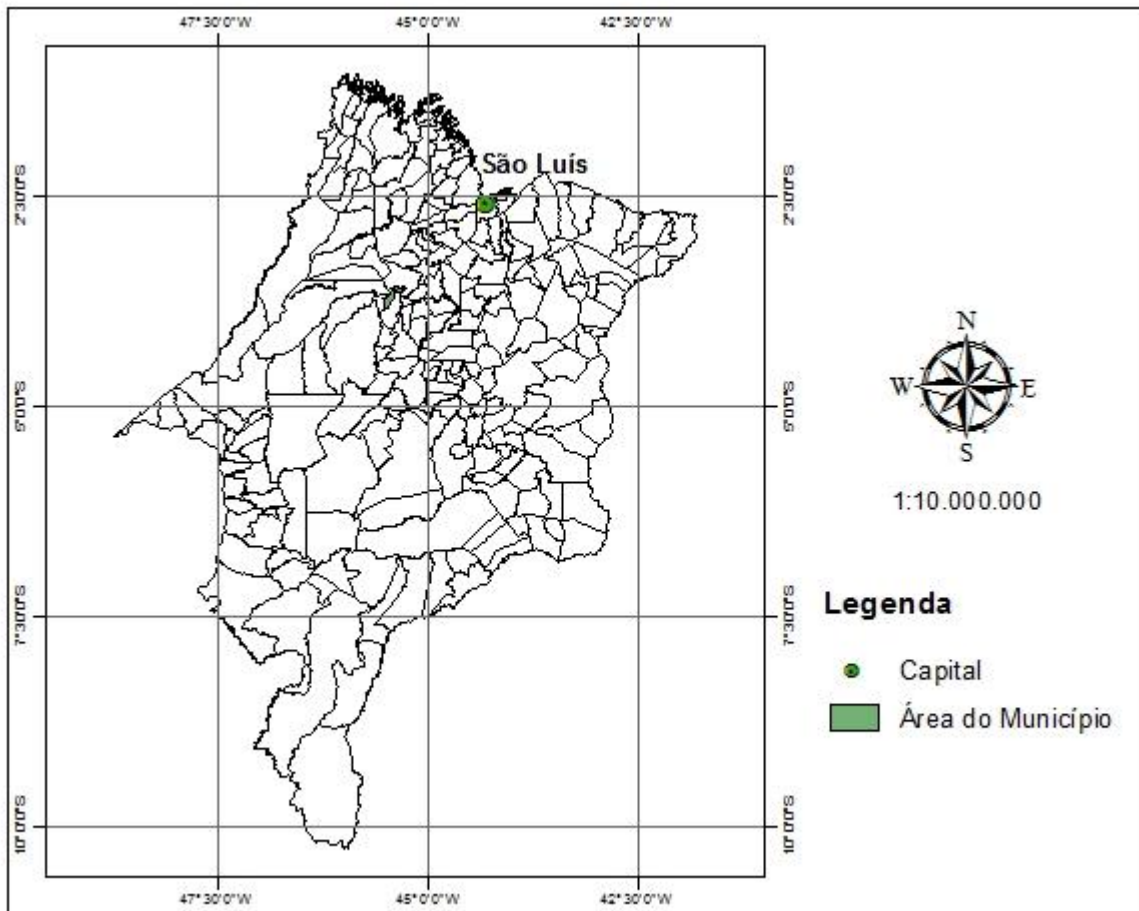 47°30'0"W 45°0'0"W 42°30'0"W
São Luís
2°30'0"S 2°30'0"S
N
W E
S
5°0'0"S 5°0'0"S
1:10.000.000
Legenda
7°30'0"S 7°30'0"S
Capital
Área do Município
10°0'0"S 10°0'0"S
47°30'0"W 45°0'0"W 42°30'0"W